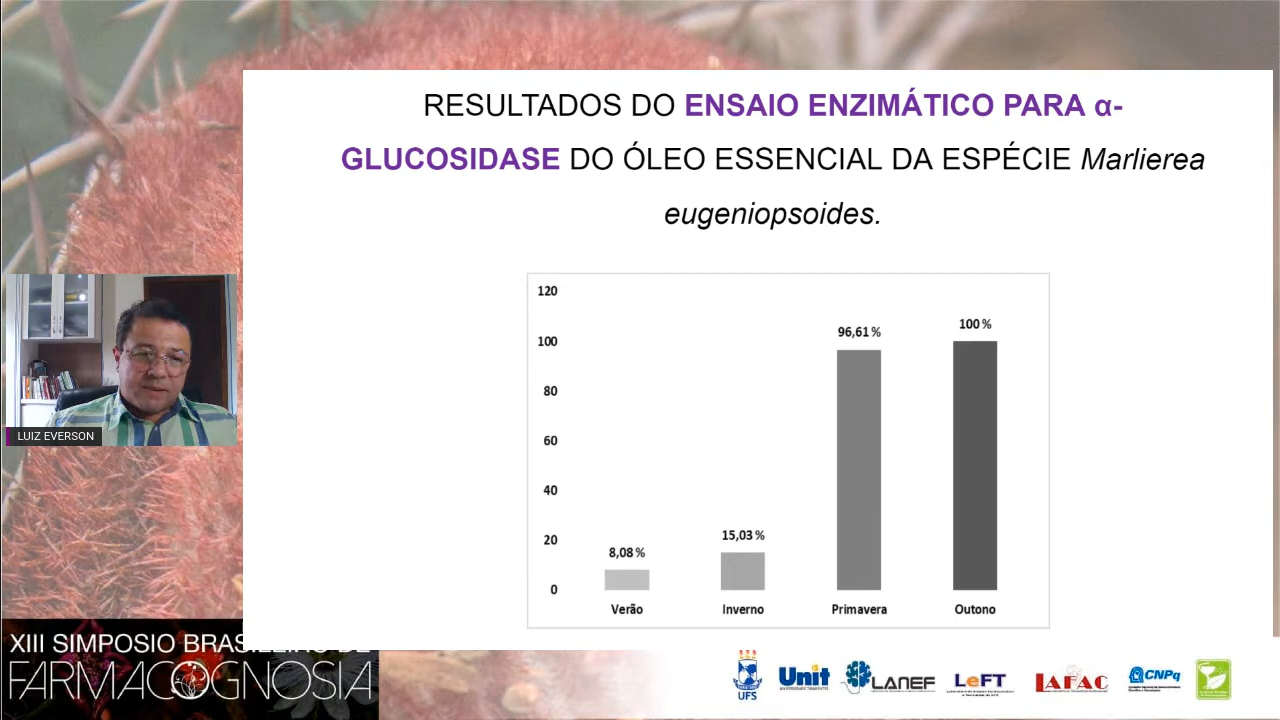 RESULTADOS DO ENSAIO ENZIMÁTICO PARA α-
GLUCOSIDASE DO ÓLEO ESSENCIAL DA ESPÉCIE Marlierea
eugeniopsoides.
120
100
80
60
40
20
0
8,08 %
15,03 %
96,61 %
100 %
Verão
Inverno
Primavera
Outono
LUIZ EVERSON
XIII SIMPOSIO BRASILEIRO DE
FARMACOGNOSIA
UFS
Unit
LANEF
LeFT
LAFAC
CNPq